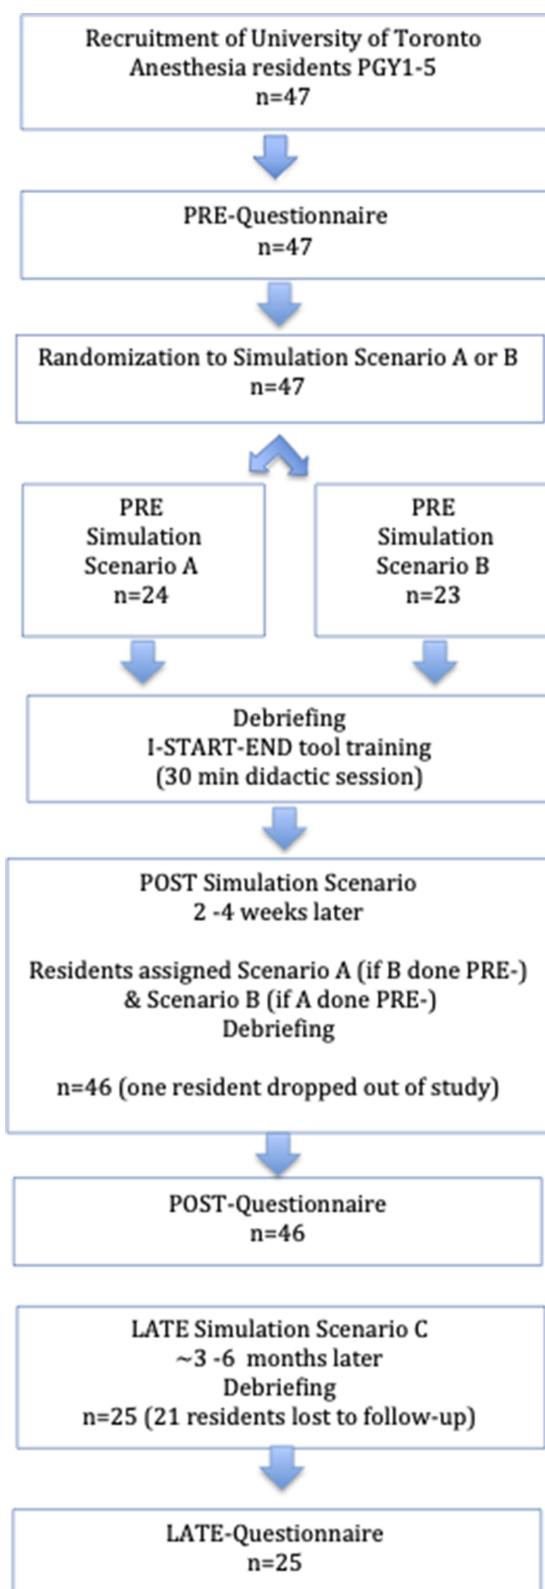 Recruitment of University of Toronto
Anesthesia residents PGY1-5
n=47
PRE-Questionnaire
n=47
Randomization to Simulation Scenario A or B
n=47
PRE
Simulation
Scenario A
n=24
PRE
Simulation
Scenario B
n=23
Debriefing
I-START-END tool training
(30 min didactic session)
POST Simulation Scenario
2 -4 weeks later
Residents assigned Scenario A (if B done PRE-)
& Scenario B (if A done PRE-)
Debriefing
n=46 (one resident dropped out of study)
POST-Questionnaire
n=46
LATE Simulation Scenario C
~3 -6 months later
Debriefing
n=25 (21 residents lost to follow-up)
LATE-Questionnaire
n=25